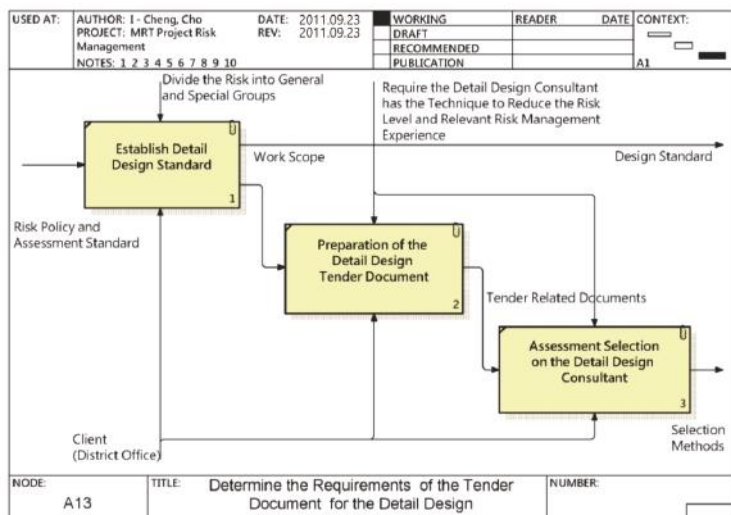 USED AT:
AUTHOR: I - Cheng, Cho
DATE: 2011.09.23
PROJECT: MRT Project Risk
Management
REV: 2011.09.23
NOTES: 1 2 3 4 5 6 7 8 9 10
WORKING
DRAFT
RECOMMENDED
PUBLICATION
READER
DATE
CONTEXT:
A1
Divide the Risk into General
and Special Groups
Require the Detail Design Consultant
has the Technique to Reduce the Risk
Level and Relevant Risk Management
Experience
Establish Detail
Design Standard
1
Work Scope
Design Standard
Risk Policy and
Assessment Standard
Preparation of the
Detail Design
Tender Document
2
Tender Related Documents
Assessment Selection
on the Detail Design
Consultant
3
Client
(District Office)
Selection
Methods
NODE:
A13
TITLE:
Determine the Requirements of the Tender
Document for the Detail Design
NUMBER: